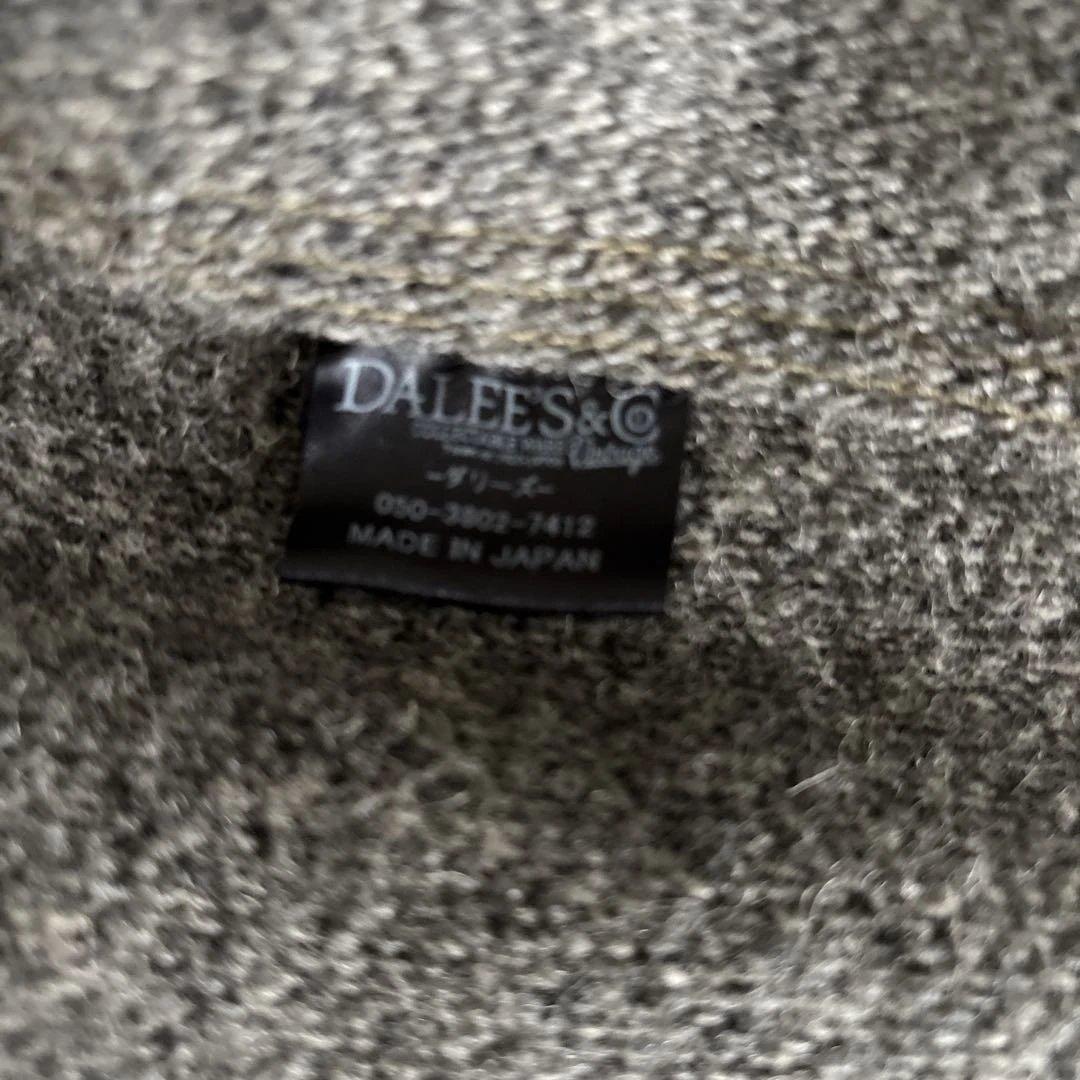 DALEE'S & Co
-ダリーズ-
050-3802-7412
MADE IN JAPAN